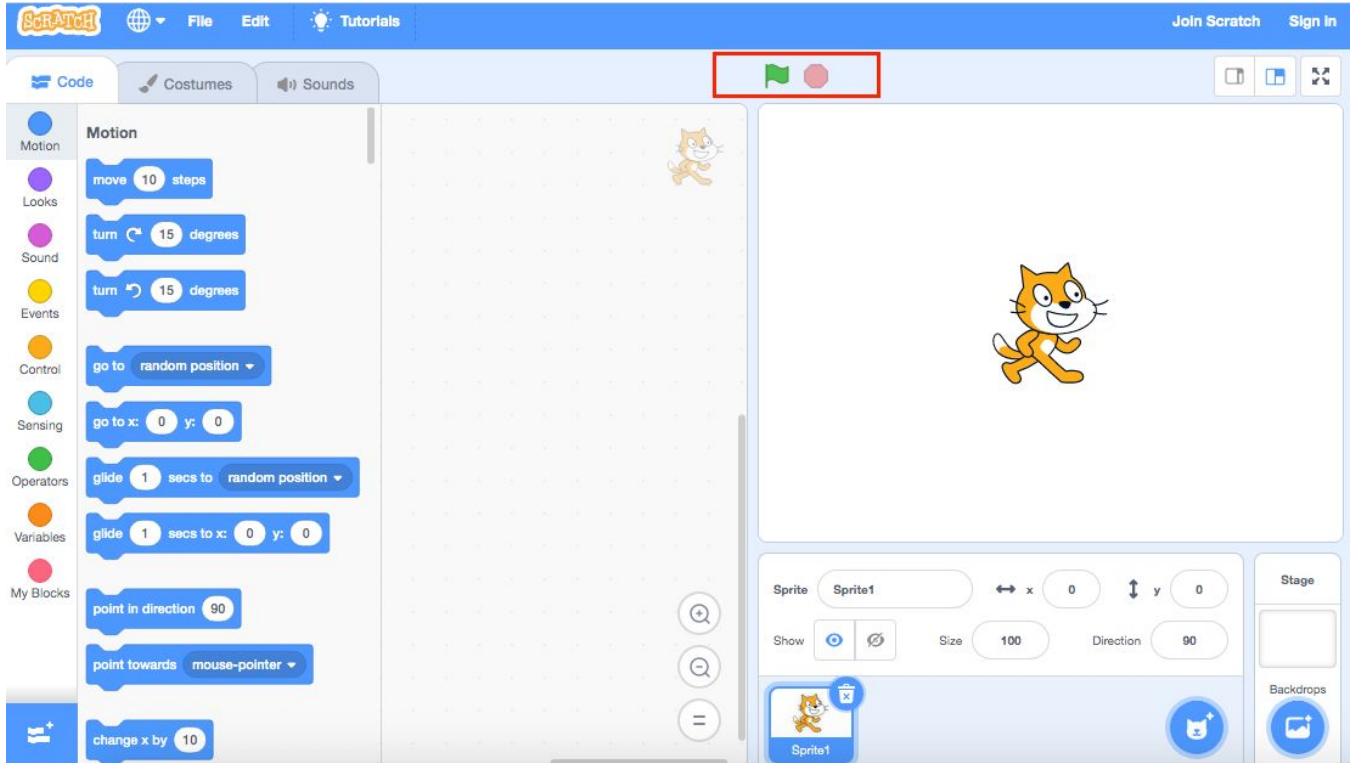 SCRATCH File Edit Tutorials Join Scratch Sign in
Code Costumes Sounds
Motion
Looks
Sound
Events
Control
Sensing
Operators
Variables
My Blocks
Motion
move 10 steps
turn 15 degrees
turn 15 degrees
go to random position
go to x: 0 y: 0
glide 1 secs to random position
glide 1 secs to x: 0 y: 0
point in direction 90
point towards mouse-pointer
change x by 10
Sprite Sprite1 x 0 y 0
Show Size 100 Direction 90
Sprite1
Stage
Backdrops